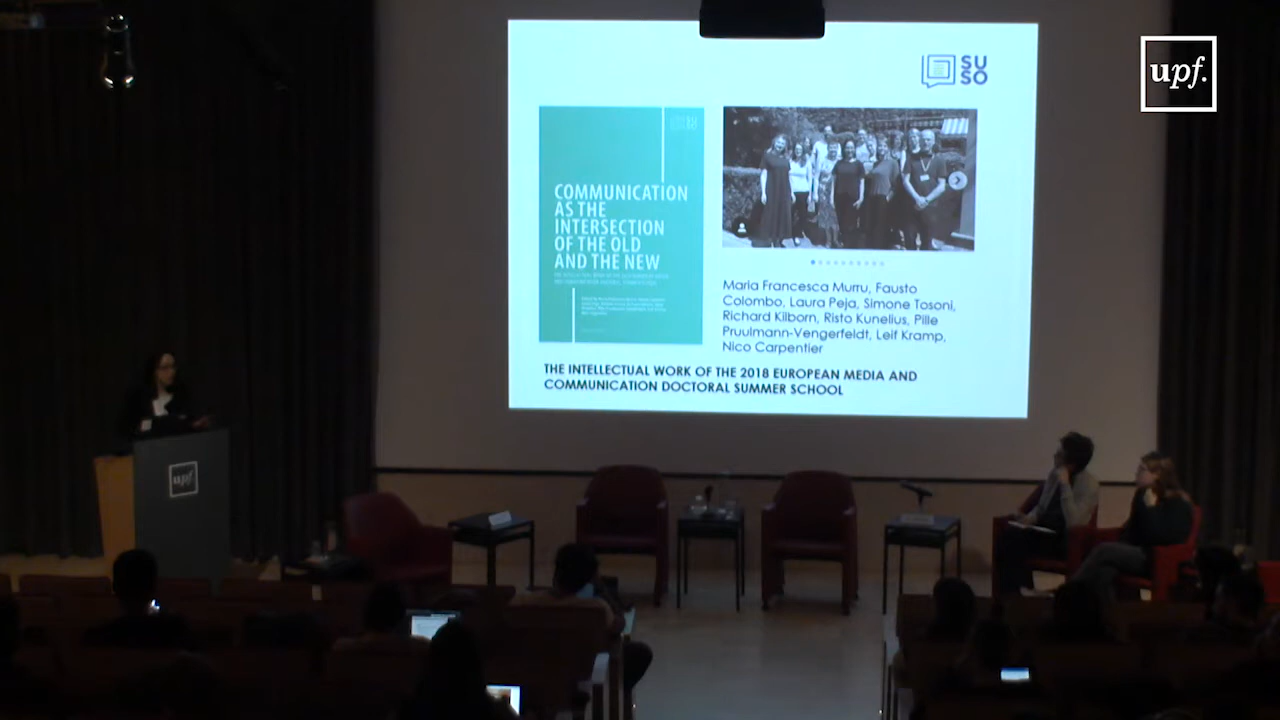 upf.
SU
SO
COMMUNICATION
AS THE
INTERSECTION
OF THE OLD
AND THE NEW
Maria Francesca Murru, Fausto
Colombo, Laura Peja, Simone Tosoni,
Richard Kilborn, Risto Kunelius, Pille
Pruulmann-Vengerfeldt, Leif Kramp,
Nico Carpentier
THE INTELLECTUAL WORK OF THE 2018 EUROPEAN MEDIA AND
COMMUNICATION DOCTORAL SUMMER SCHOOL
upf.